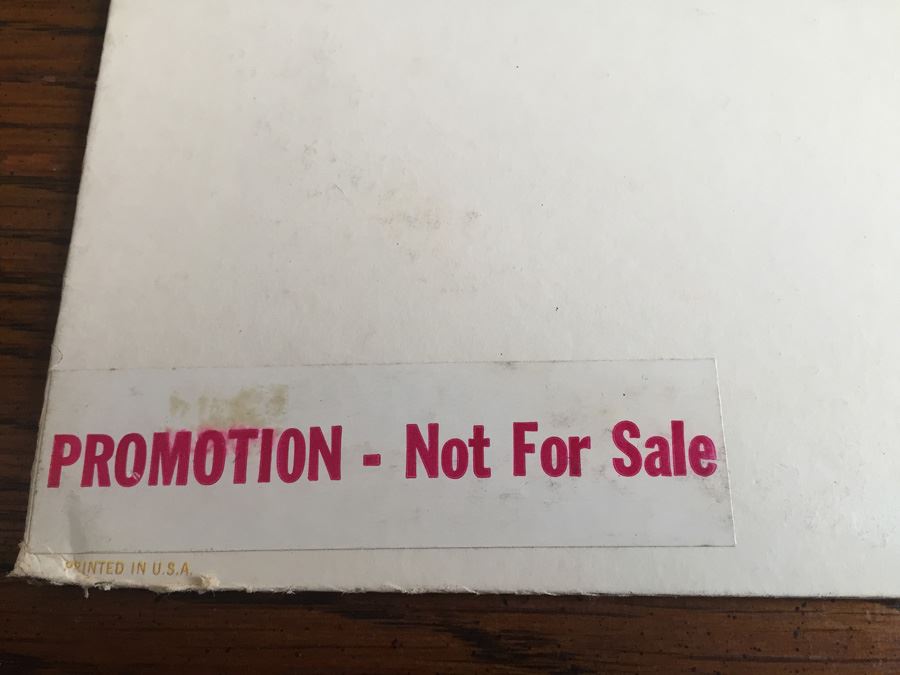 PROMOTION - Not For Sale
PRINTED IN U.S.A.